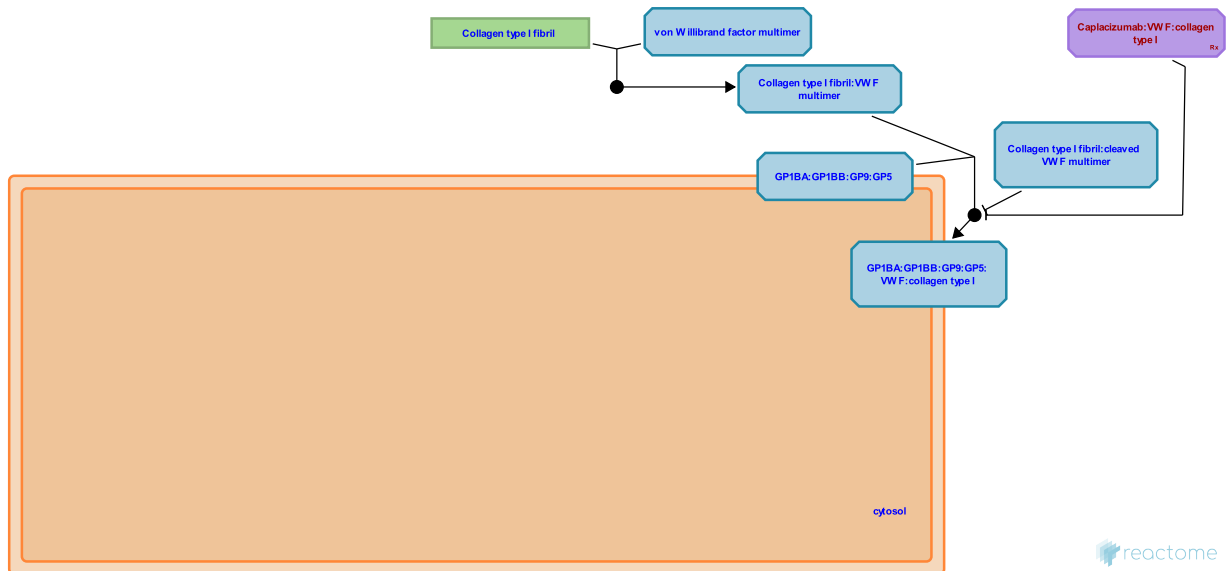 Collagen type I fibril
von Willibrand factor multimer
Caplacizumab:VWF:collagen
type I
Rx
Collagen type I fibril:VWF
multimer
Collagen type I fibril:cleaved
VWF multimer
GP1BA:GP1BB:GP9:GP5
GP1BA:GP1BB:GP9:GP5:
VWF:collagen type I
cytosol
reactome